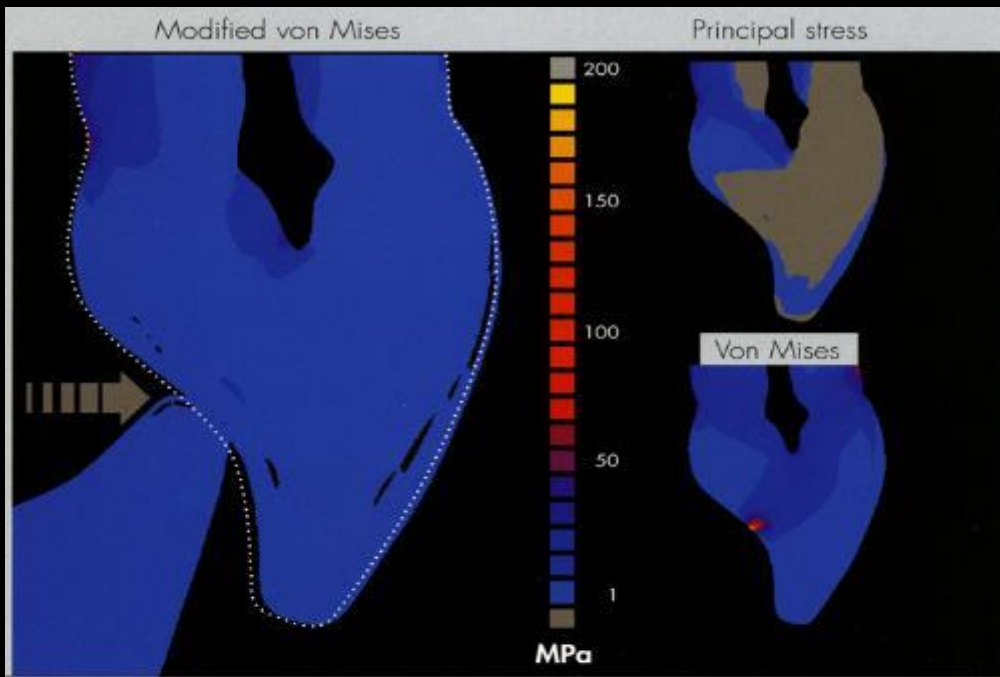 Modified von Mises
Principal stress
200
150
100
50
1
MPa
Von Mises